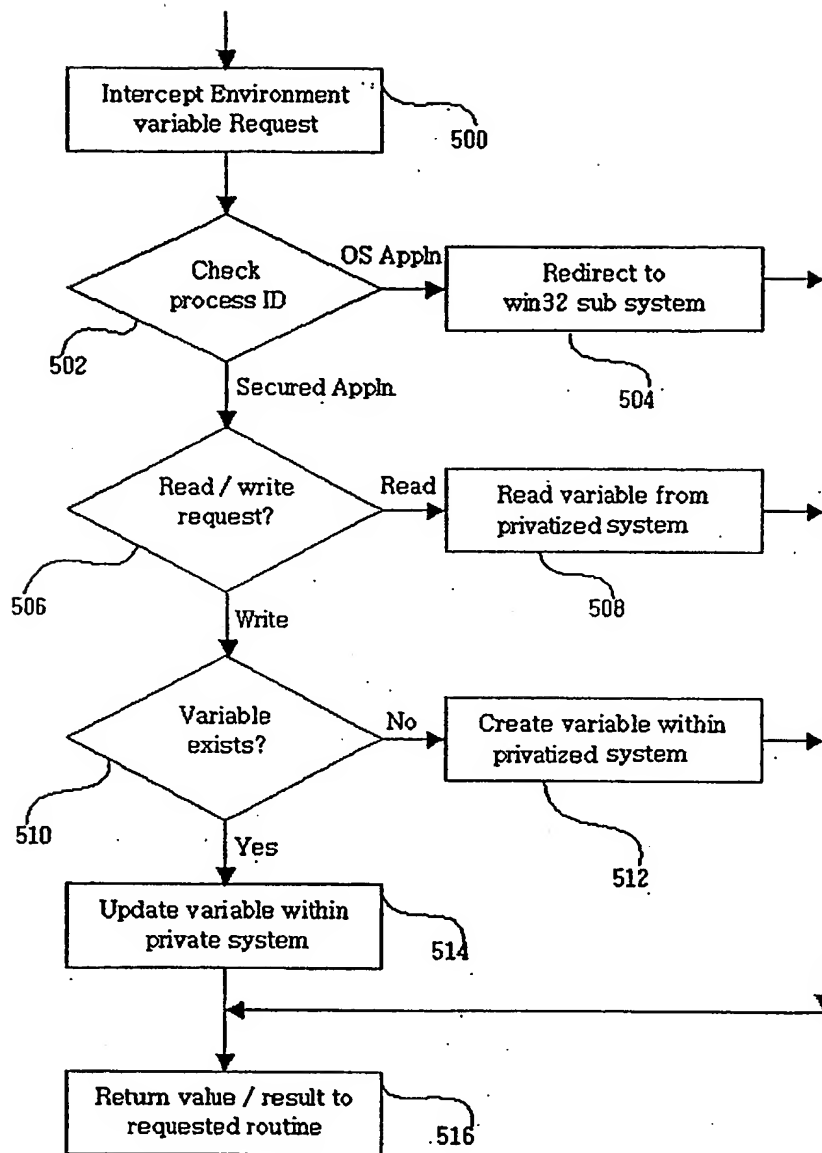 Intercept Environment
variable Request
500
Check
process ID
OS Appln
Redirect to
win32 sub system
502
504
Secured Appln
Read / write
request?
Read
Read variable from
privatized system
506
508
Write
Variable
exists?
No
Create variable within
privatized system
510
512
Yes
Update variable within
private system
514
Return value / result to
requested routine
516